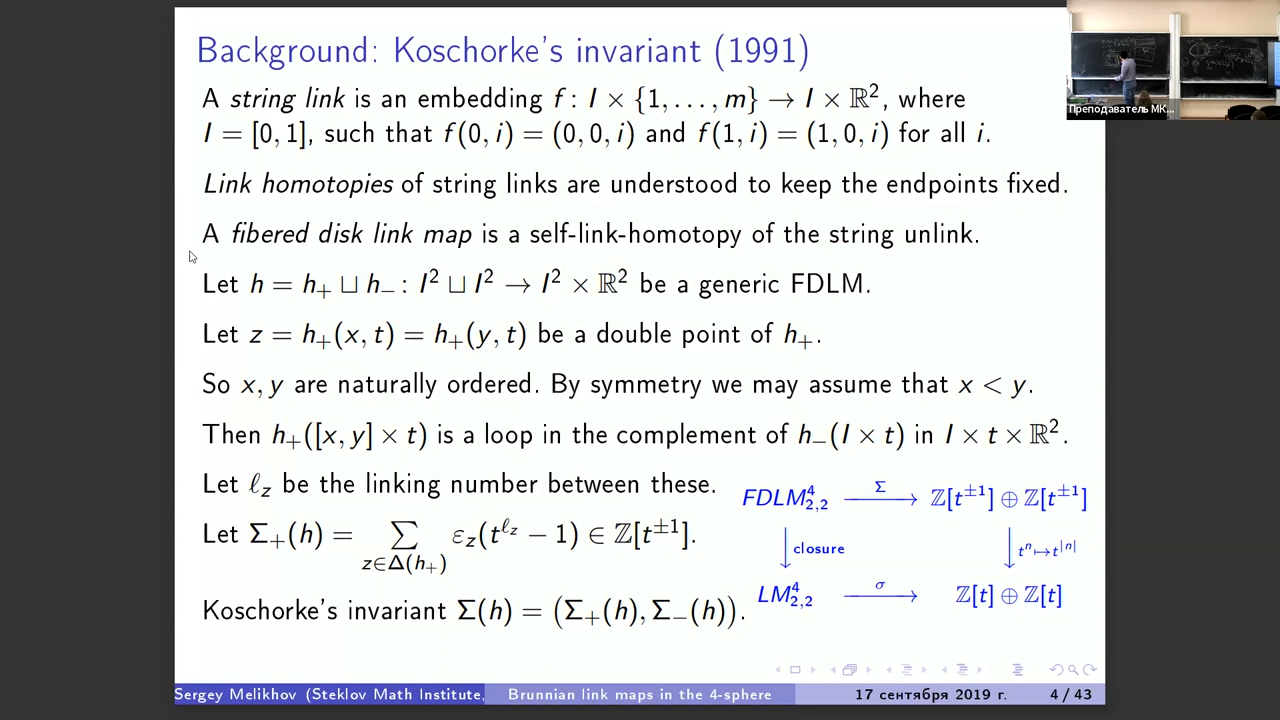 Background: Koschorke's invariant (1991)
A string link is an embedding f : I × {1, . . . , m} → I × ℝ², where
I = [0, 1], such that f(0, i) = (0, 0, i) and f(1, i) = (1, 0, i) for all i.
Link homotopies of string links are understood to keep the endpoints fixed.
A fibered disk link map is a self-link-homotopy of the string unlink.
Let h = h₊ ⊔ h₋ : I² ⊔ I² → I² × ℝ² be a generic FDLM.
Let z = h₊(x, t) = h₊(y, t) be a double point of h₊.
So x, y are naturally ordered. By symmetry we may assume that x < y.
Then h₊([x, y] × t) is a loop in the complement of h₋(I × t) in I × t × ℝ².
Let ℓ_z be the linking number between these.
Let Σ₊(h) = ∑_{z∈Δ(h₊)} ε_z(t^{ℓ_z} − 1) ∈ ℤ[t^{±1}].
Koschorke's invariant Σ(h) = (Σ₊(h), Σ₋(h)).
FDLM⁴₂,₂ Σ→ ℤ[t^{±1}] ⊕ ℤ[t^{±1}]
closure tⁿ↦t^{|n|}
LM⁴₂,₂ σ→ ℤ[t] ⊕ ℤ[t]
Sergey Melikhov (Steklov Math Institute, Brunnian link maps in the 4-sphere 17 сентября 2019 г. 4 / 43
Преподаватель МК...